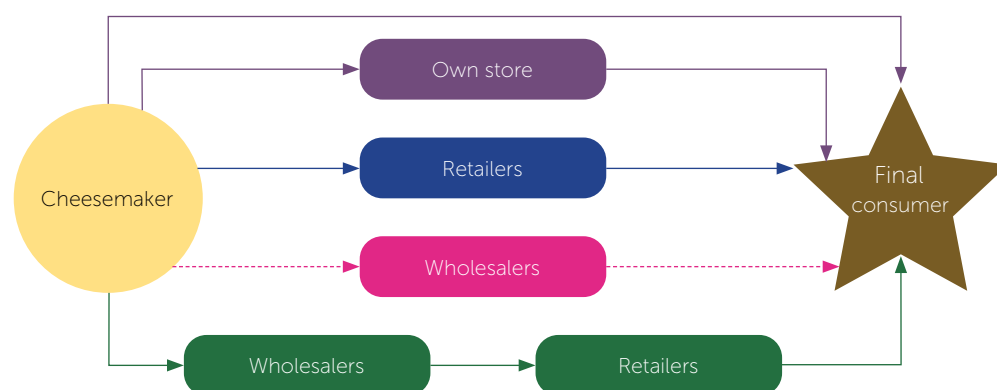 Own store
Retailers
Cheesemaker
Final
consumer
Wholesalers
Wholesalers
Retailers